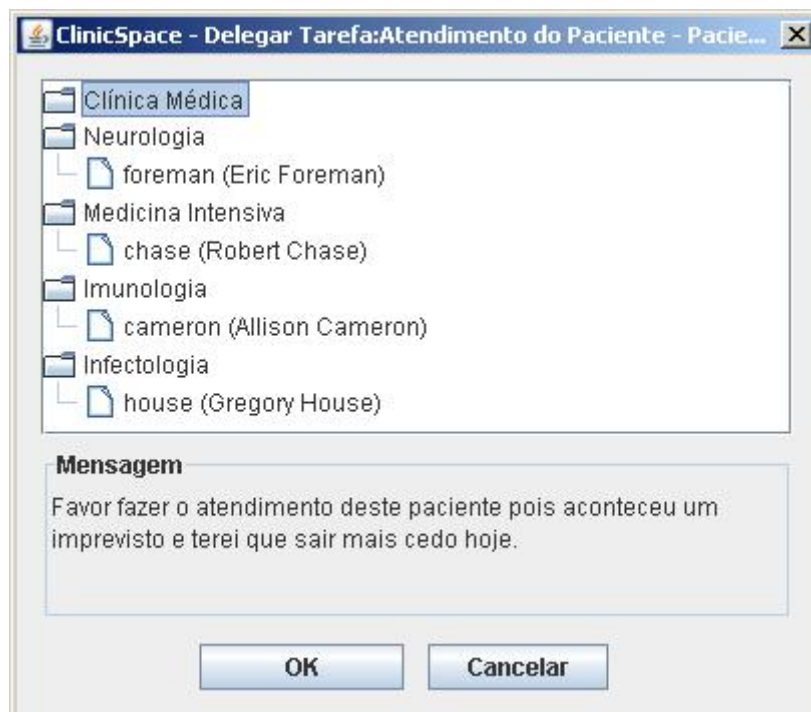 ClinicSpace - Delegar Tarefa:Atendimento do Paciente - Pacie...
Clínica Médica
Neurologia
foreman (Eric Foreman)
Medicina Intensiva
chase (Robert Chase)
Imunologia
cameron (Allison Cameron)
Infectologia
house (Gregory House)
Mensagem
Favor fazer o atendimento deste paciente pois aconteceu um
imprevisto e terei que sair mais cedo hoje.
OK
Cancelar